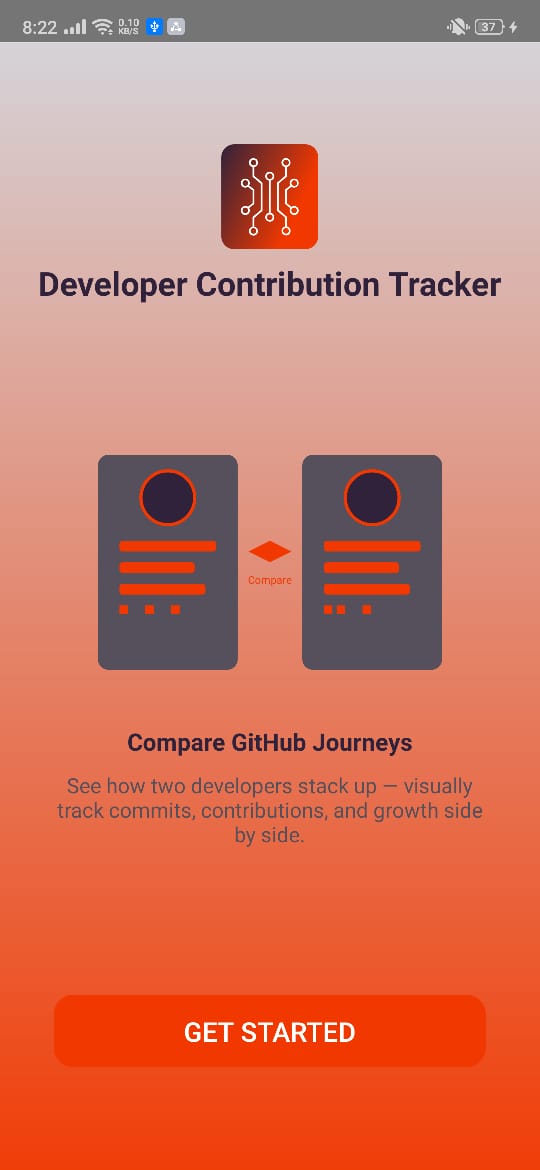 8:22
0.10
KB/S
37
Developer Contribution Tracker
Compare
Compare GitHub Journeys
See how two developers stack up — visually
track commits, contributions, and growth side
by side.
GET STARTED